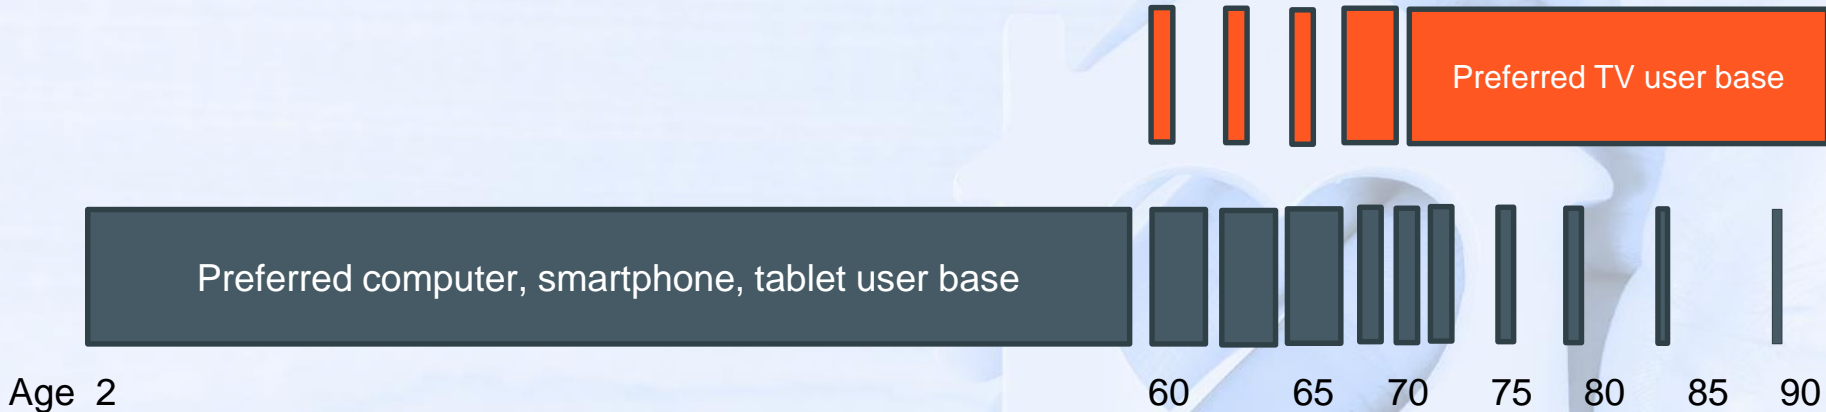 Preferred TV user base
Preferred computer, smartphone, tablet user base
Age 2 60 65 70 75 80 85 90